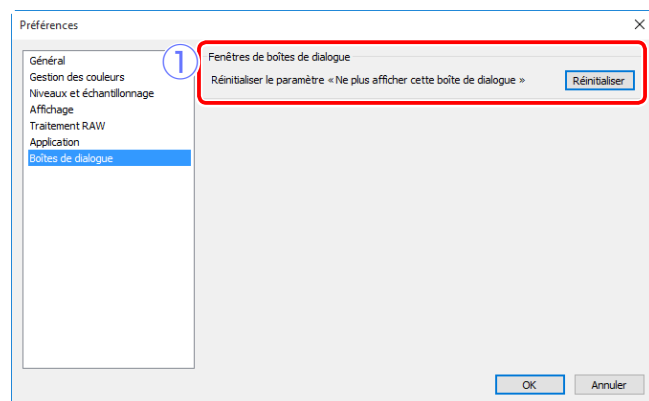 Préférences
Général
Gestion des couleurs
Niveaux et échantillonnage
Affichage
Traitement RAW
Application
Boîtes de dialogue
1
Fenêtres de boîtes de dialogue
Réinitialiser le paramètre « Ne plus afficher cette boîte de dialogue » Réinitialiser
OK Annuler